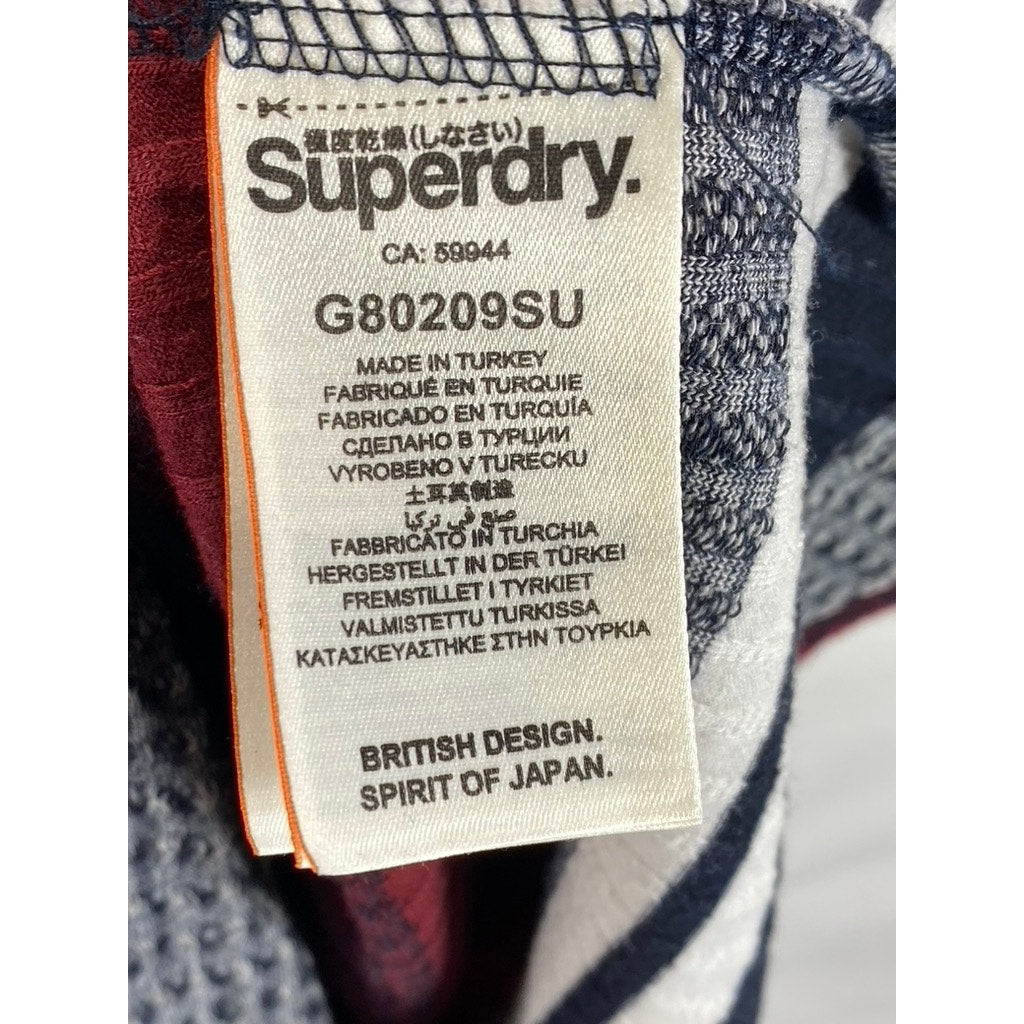 極度乾燥(しなさい)
Superdry.
CA: 59944
G80209SU
MADE IN TURKEY
FABRIQUÉ EN TURQUIE
FABRICADO EN TURQUÍA
СДЕЛАНО В ТУРЦИИ
VYROBENO V TURECKU
土耳其制造
صنع في تركيا
FABBRICATO IN TURCHIA
HERGESTELLT IN DER TÜRKEI
FREMSTILLET I TYRKIET
VALMISTETTU TURKISSA
ΚΑΤΑΣΚΕΥΑΣΤΗΚΕ ΣΤΗΝ ΤΟΥΡΚΙΑ
BRITISH DESIGN.
SPIRIT OF JAPAN.